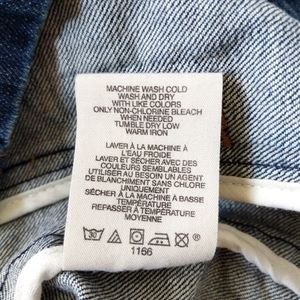 MACHINE WASH COLD
WASH AND DRY
WITH LIKE COLORS
ONLY NON-CHLORINE BLEACH
WHEN NEEDED
TUMBLE DRY LOW
WARM IRON
LAVER À LA MACHINE À
L'EAU FROIDE
LAVER ET SÉCHER AVEC DES
COULEURS SEMBLABLES
UTILISER AU BESOIN UN AGENT
DE BLANCHIMENT SANS CHLORE
UNIQUEMENT
SÉCHER À LA MACHINE À BASSE
TEMPÉRATURE
REPASSER À TEMPÉRATURE
MOYENNE
1166